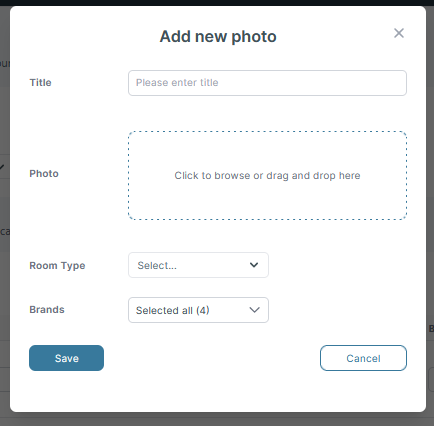 Add new photo
Title
Please enter title
Photo
Click to browse or drag and drop here
Room Type
Select...
Brands
Selected all (4)
Save
Cancel